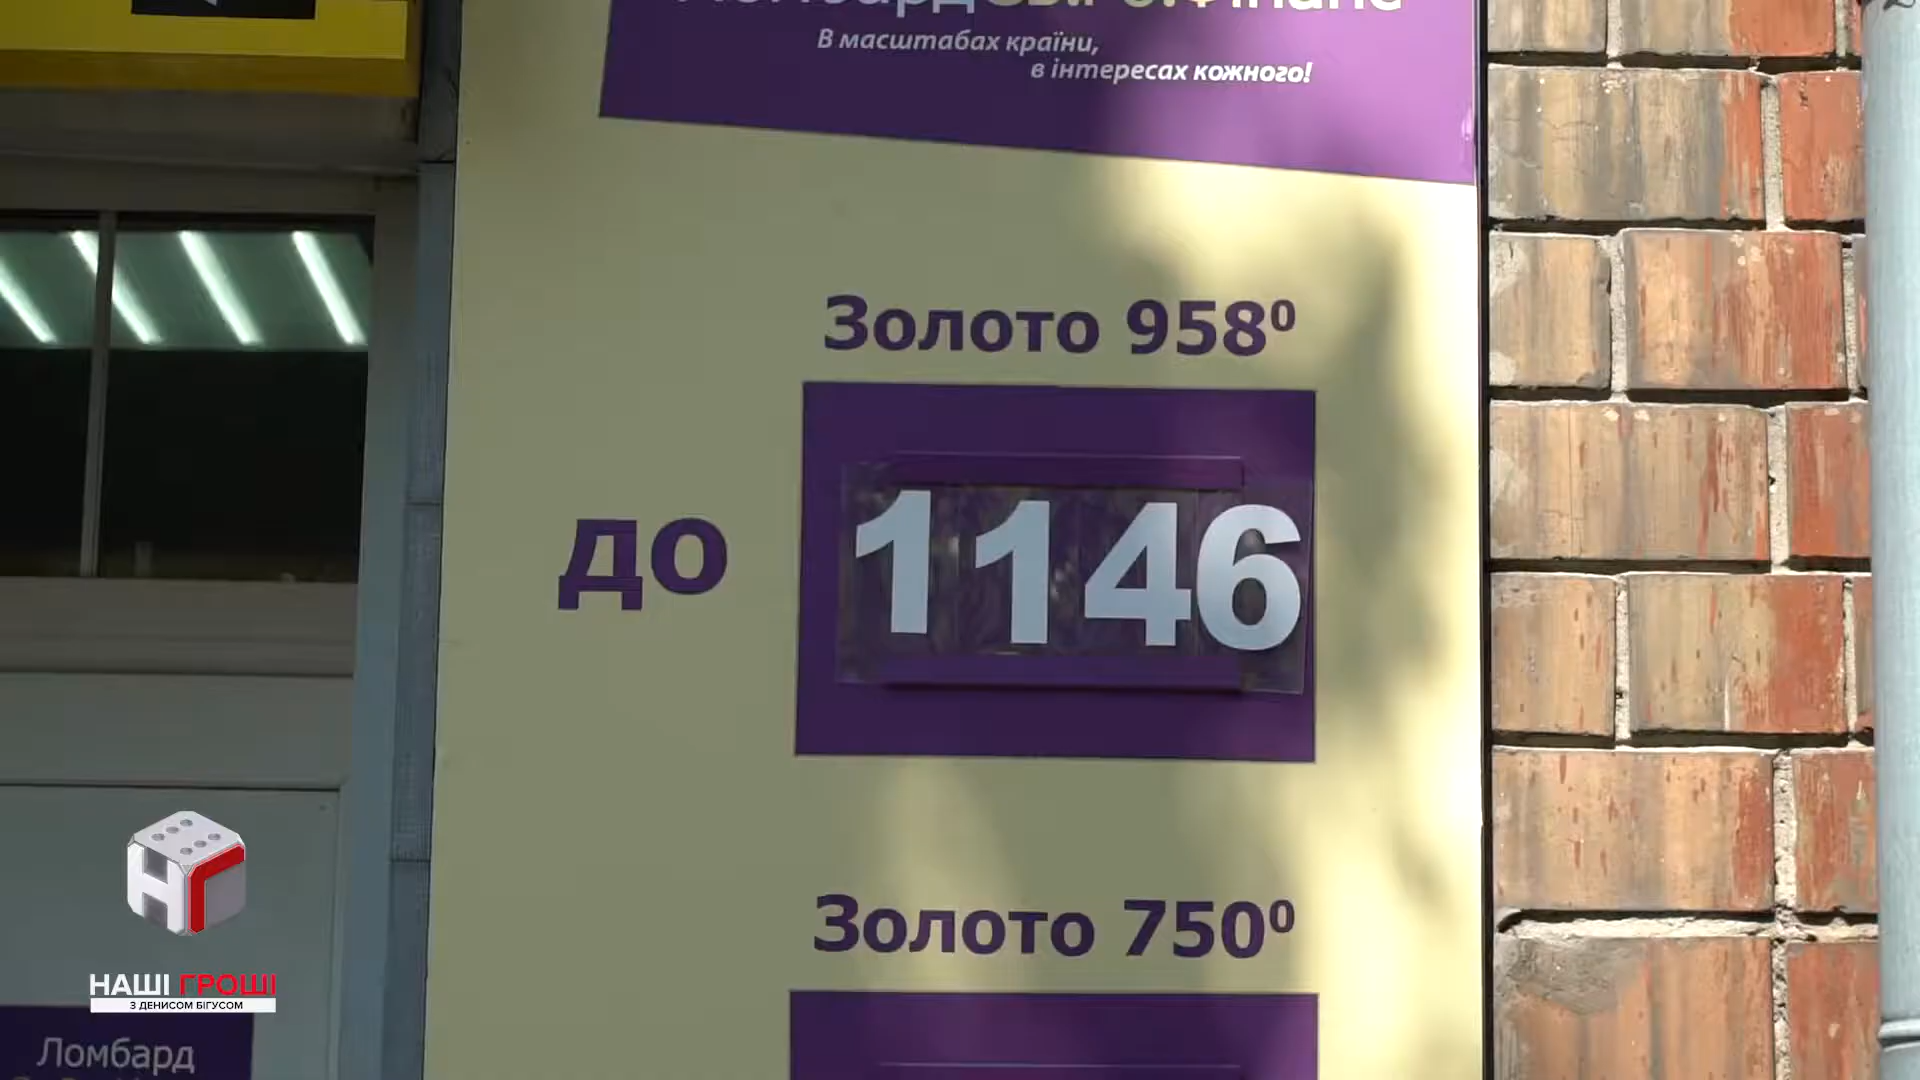 В масштабах країни,
в інтересах кожного!
Золото 958⁰
до
1146
Золото 750⁰
НАШІ ГРОШІ
З ДЕНИСОМ БІГУСОМ
Ломбард